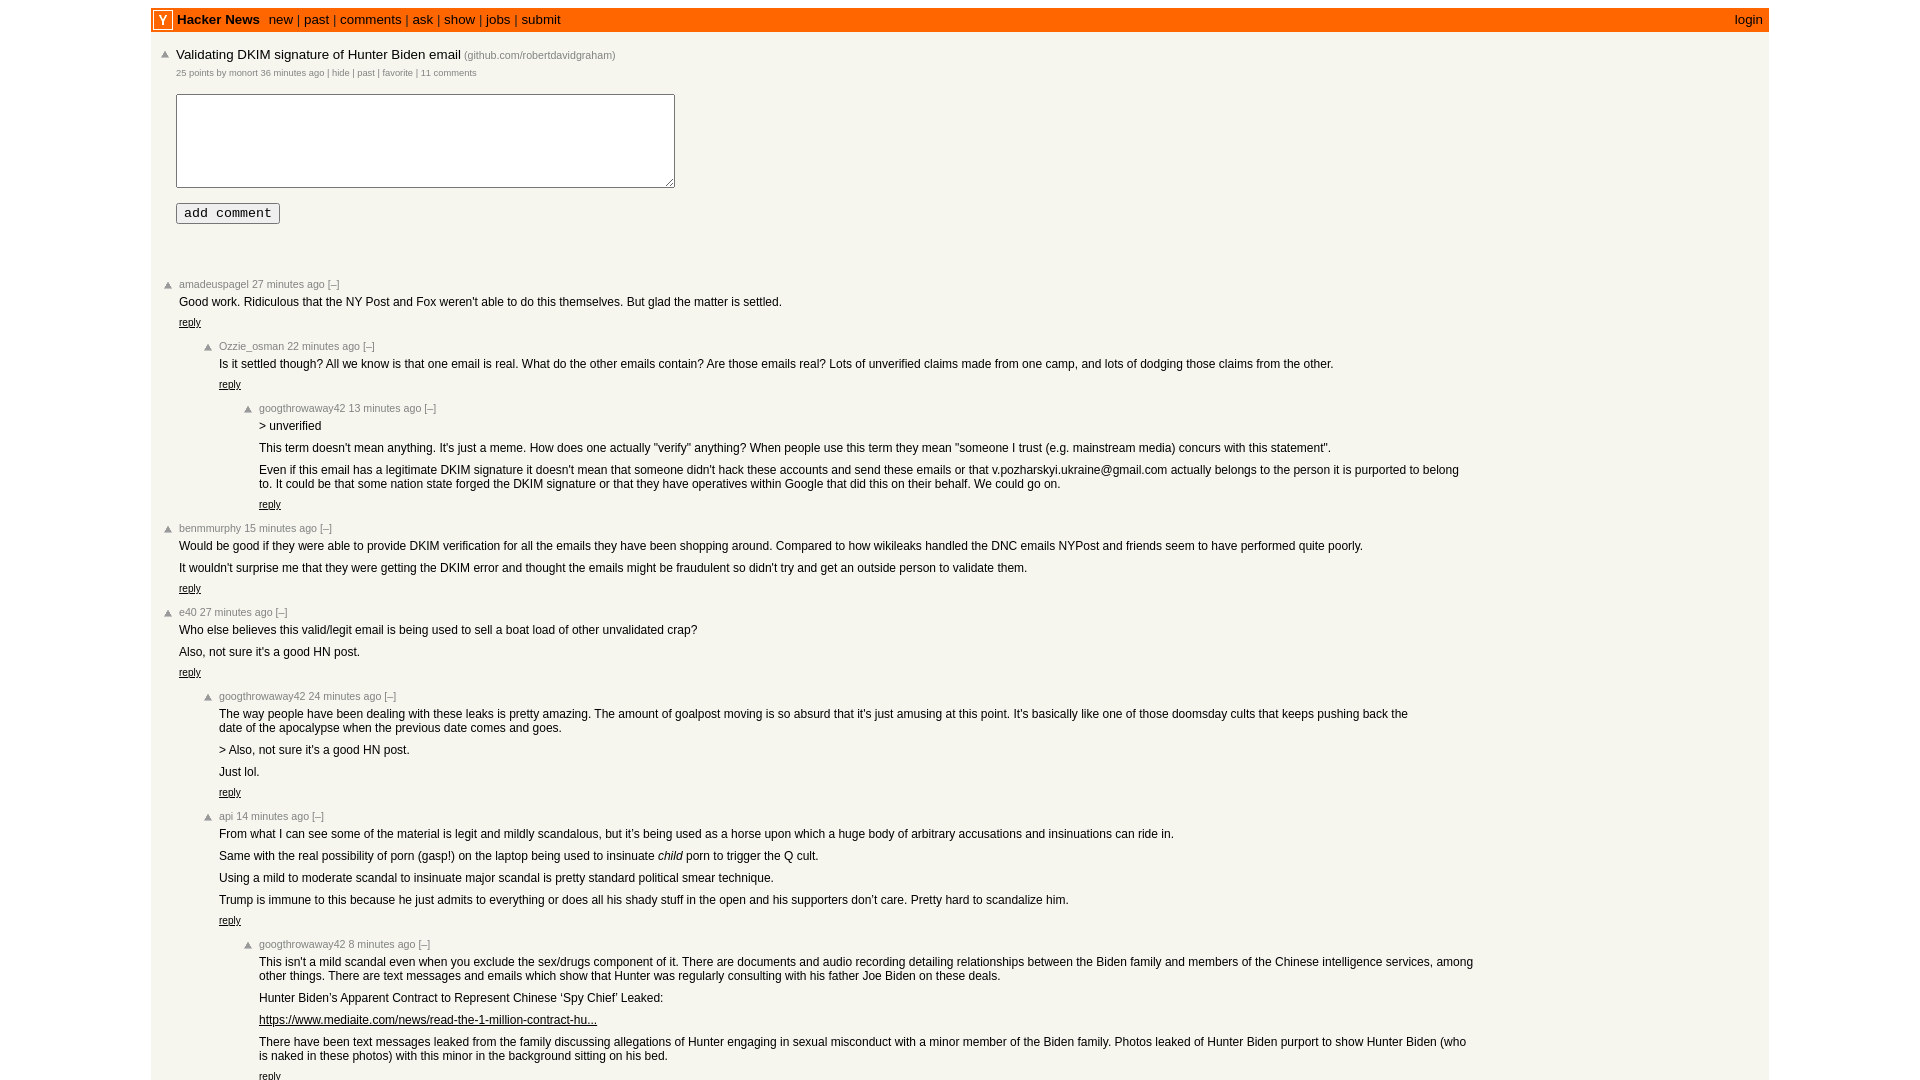 Y Hacker News new | past | comments | ask | show | jobs | submit login
Validating DKIM signature of Hunter Biden email (github.com/robertdavidgraham)
25 points by monort 36 minutes ago | hide | past | favorite | 11 comments
add comment
amadeuspagel 27 minutes ago [–]
Good work. Ridiculous that the NY Post and Fox weren't able to do this themselves. But glad the matter is settled.
reply
Ozzie_osman 22 minutes ago [–]
Is it settled though? All we know is that one email is real. What do the other emails contain? Are those emails real? Lots of unverified claims made from one camp, and lots of dodging those claims from the other.
reply
googthrowaway42 13 minutes ago [–]
> unverified
This term doesn't mean anything. It's just a meme. How does one actually "verify" anything? When people use this term they mean "someone I trust (e.g. mainstream media) concurs with this statement".
Even if this email has a legitimate DKIM signature it doesn't mean that someone didn't hack these accounts and send these emails or that v.pozharskyi.ukraine@gmail.com actually belongs to the person it is purported to belong
to. It could be that some nation state forged the DKIM signature or that they have operatives within Google that did this on their behalf. We could go on.
reply
benmmurphy 15 minutes ago [–]
Would be good if they were able to provide DKIM verification for all the emails they have been shopping around. Compared to how wikileaks handled the DNC emails NYPost and friends seem to have performed quite poorly.
It wouldn't surprise me that they were getting the DKIM error and thought the emails might be fraudulent so didn't try and get an outside person to validate them.
reply
e40 27 minutes ago [–]
Who else believes this valid/legit email is being used to sell a boat load of other unvalidated crap?
Also, not sure it's a good HN post.
reply
googthrowaway42 24 minutes ago [–]
The way people have been dealing with these leaks is pretty amazing. The amount of goalpost moving is so absurd that it's just amusing at this point. It's basically like one of those doomsday cults that keeps pushing back the
date of the apocalypse when the previous date comes and goes.
> Also, not sure it's a good HN post.
Just lol.
reply
api 14 minutes ago [–]
From what I can see some of the material is legit and mildly scandalous, but it’s being used as a horse upon which a huge body of arbitrary accusations and insinuations can ride in.
Same with the real possibility of porn (gasp!) on the laptop being used to insinuate child porn to trigger the Q cult.
Using a mild to moderate scandal to insinuate major scandal is pretty standard political smear technique.
Trump is immune to this because he just admits to everything or does all his shady stuff in the open and his supporters don’t care. Pretty hard to scandalize him.
reply
googthrowaway42 8 minutes ago [–]
This isn't a mild scandal even when you exclude the sex/drugs component of it. There are documents and audio recording detailing relationships between the Biden family and members of the Chinese intelligence services, among
other things. There are text messages and emails which show that Hunter was regularly consulting with his father Joe Biden on these deals.
Hunter Biden’s Apparent Contract to Represent Chinese ‘Spy Chief’ Leaked:
https://www.mediaite.com/news/read-the-1-million-contract-hu...
There have been text messages leaked from the family discussing allegations of Hunter engaging in sexual misconduct with a minor member of the Biden family. Photos leaked of Hunter Biden purport to show Hunter Biden (who
is naked in these photos) with this minor in the background sitting on his bed.
reply